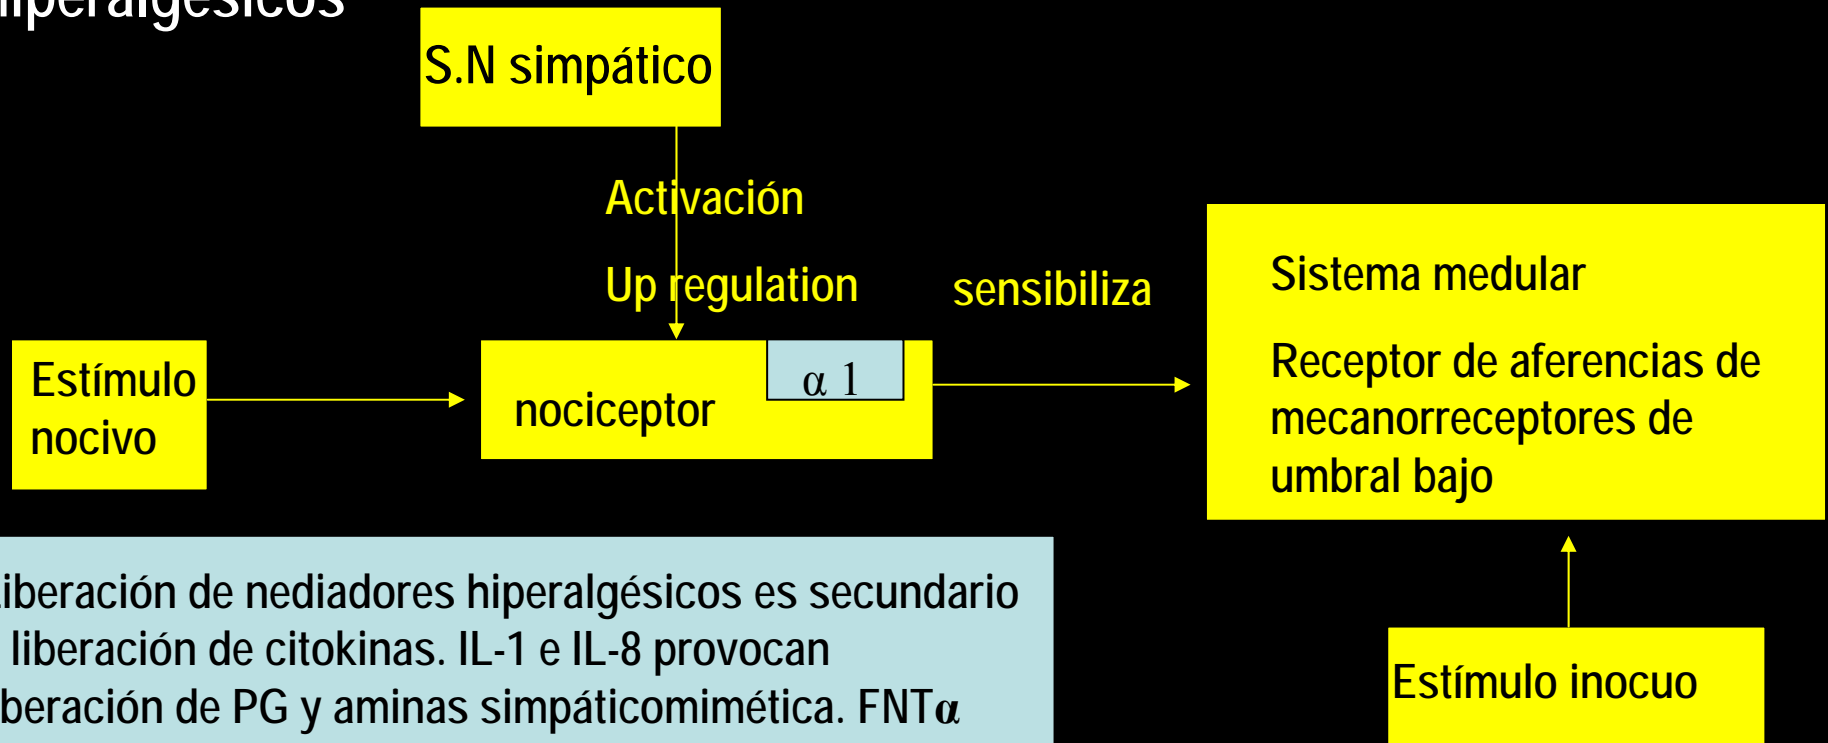 hiperalgésicos
S.N simpático
Activación
Up regulation
sensibiliza
Estímulo
nocivo
nociceptor
α 1
Sistema medular
Receptor de aferencias de
mecanorreceptores de
umbral bajo
liberación de nediadores hiperalgésicos es secundario
liberación de citokinas. IL-1 e IL-8 provocan
beración de PG y aminas simpáticomimética. FNTα
Estímulo inocuo